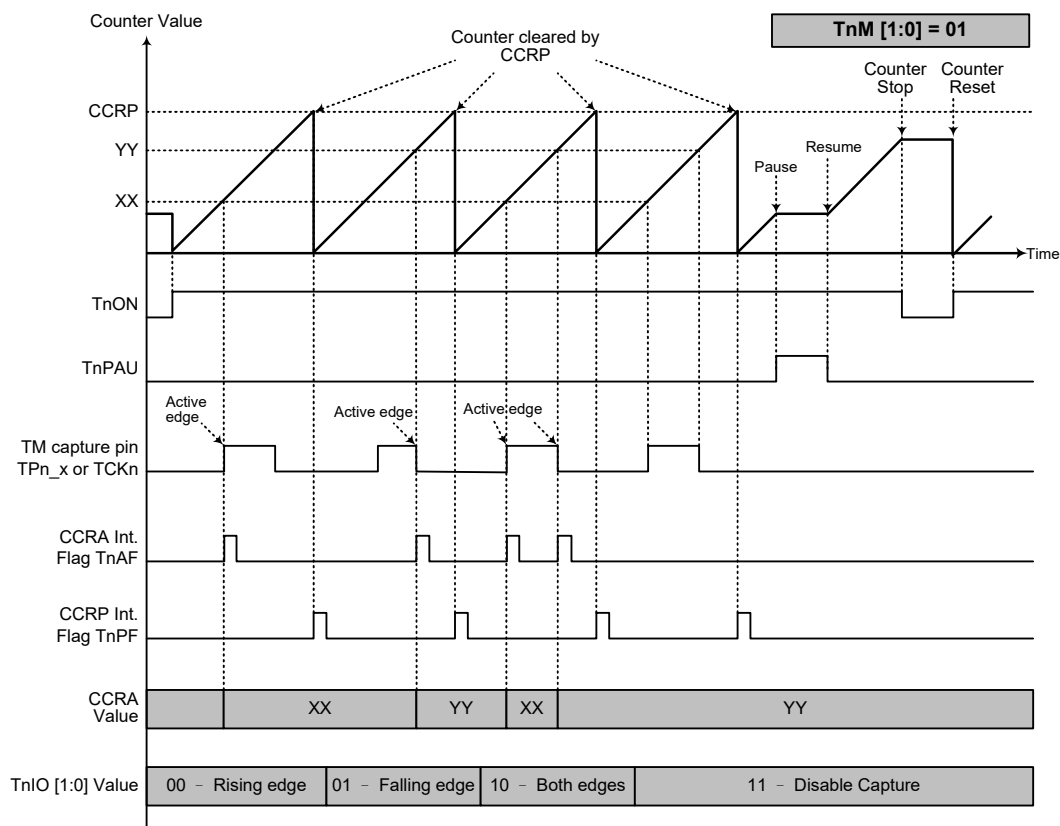 Counter Value
TnM [1:0] = 01
Counter cleared by
CCRP
Counter
Stop
Counter
Reset
CCRP
YY
XX
Pause
Resume
Time
TnON
TnPAU
Active
edge
Active edge
Active edge
TM capture pin
TPn_x or TCKn
CCRA Int.
Flag TnAF
CCRP Int.
Flag TnPF
CCRA
Value
XX
YY
XX
YY
TnIO [1:0] Value
00 – Rising edge
01 – Falling edge
10 – Both edges
11 – Disable Capture